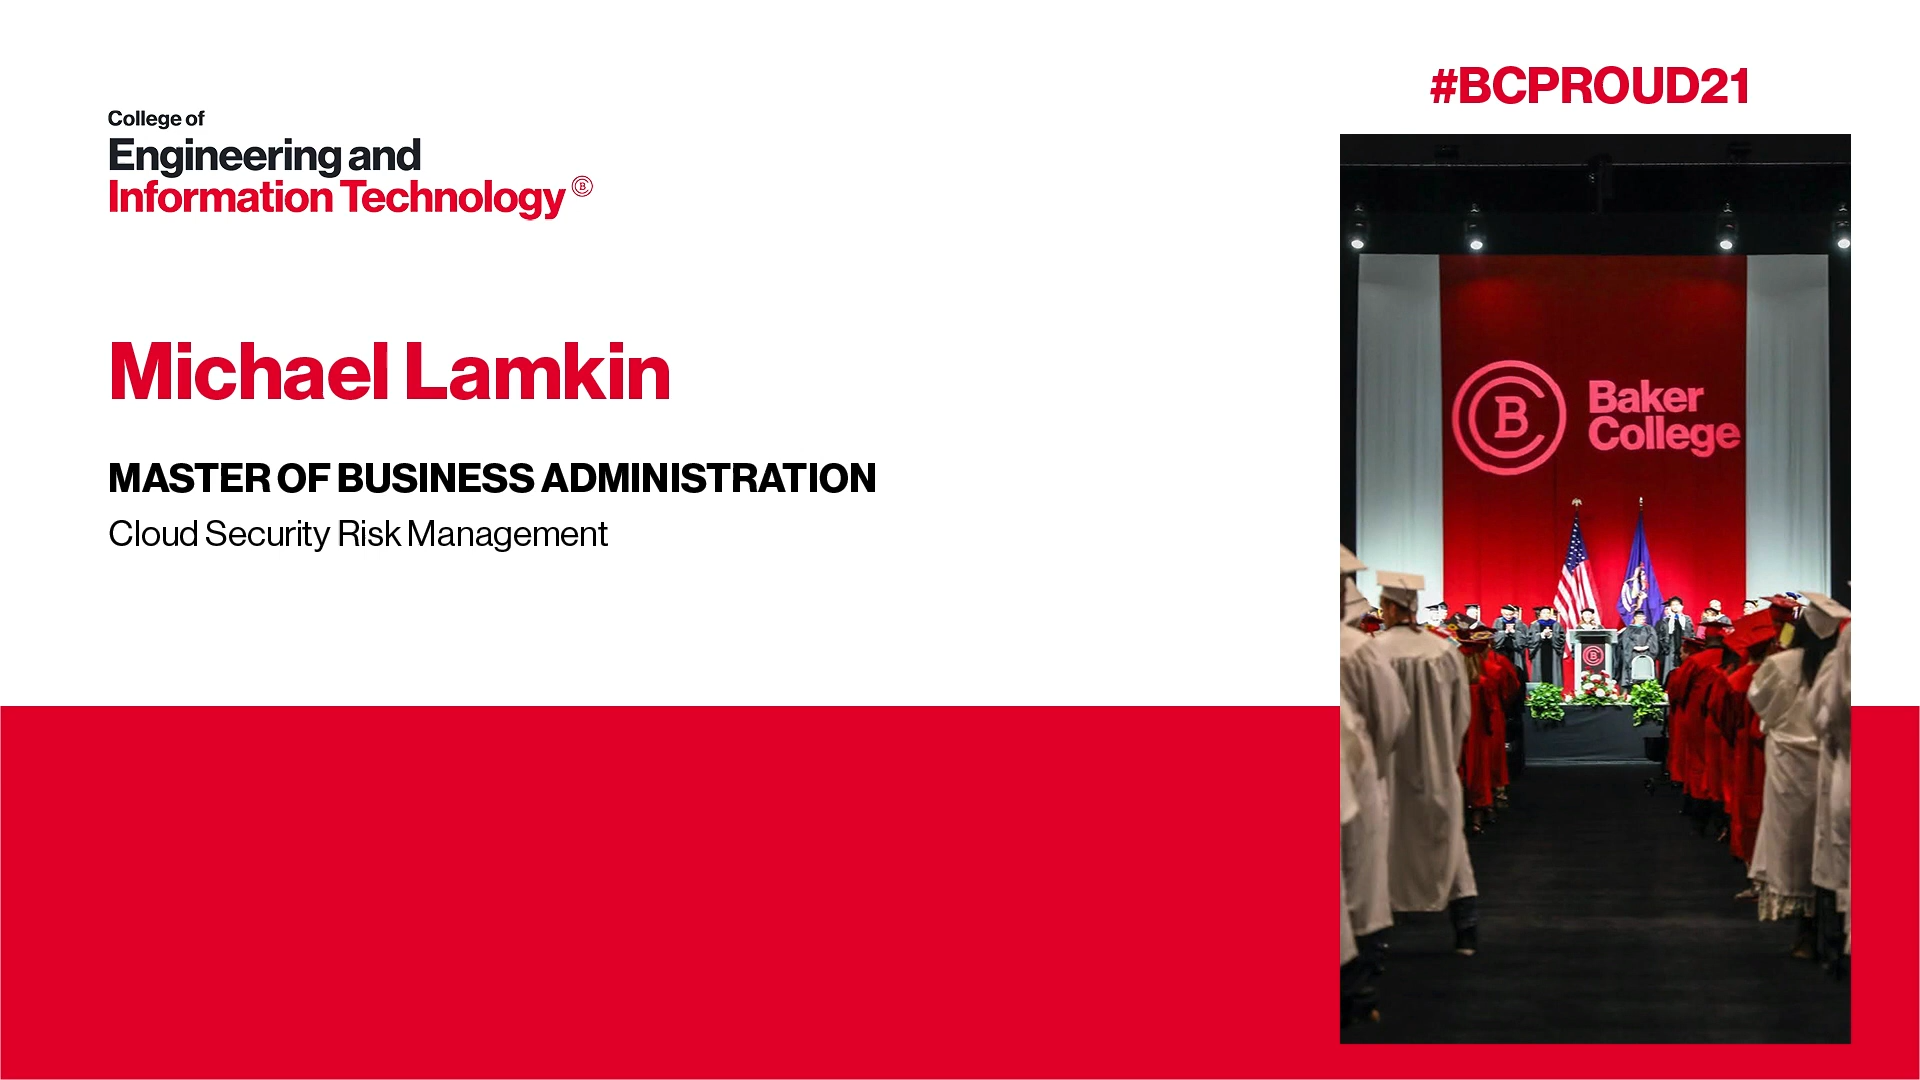 #BCPROUD21
College of
Engineering and
Information Technology B
Michael Lamkin
MASTER OF BUSINESS ADMINISTRATION
Cloud Security Risk Management
B
Baker
College
B